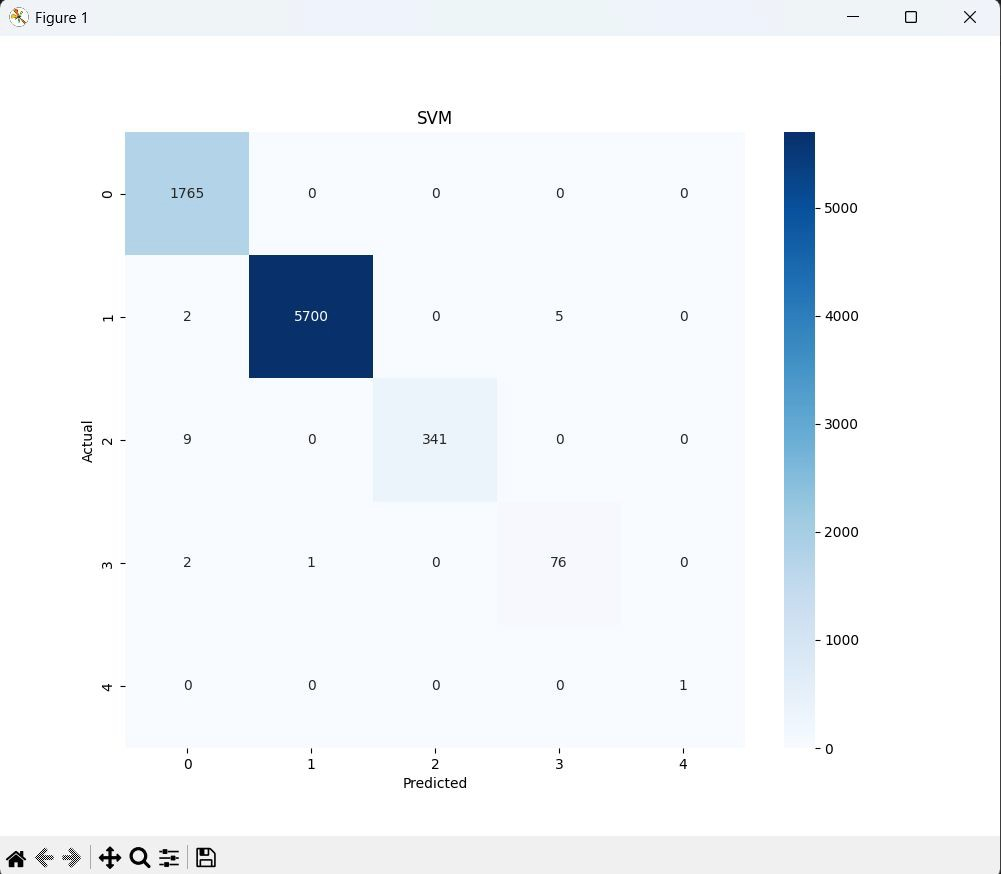 Figure 1
SVM
0 1765 0 0 0 0
1 2 5700 0 5 0
2 9 0 341 0 0
3 2 1 0 76 0
4 0 0 0 0 1
0 1 2 3 4
Predicted
Actual
5000
4000
3000
2000
1000
0